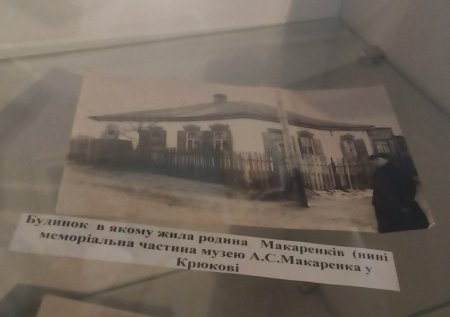 Будинок в якому жила родина Макаренків (нині
меморіальна частина музею А.С.Макаренка у
Крюкові